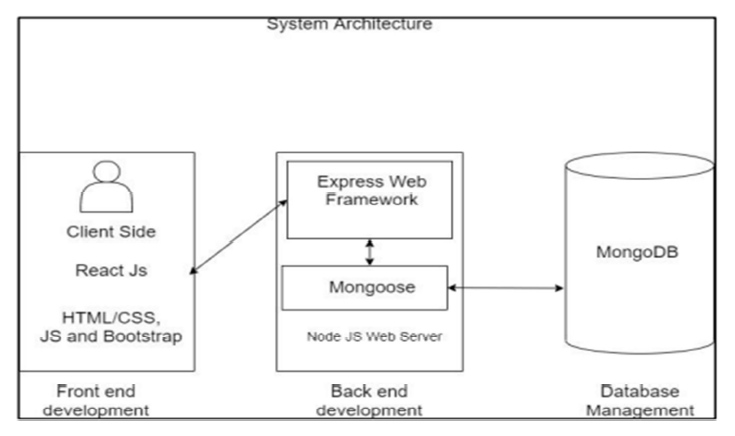 System Architecture
Client Side
React Js
HTML/CSS,
JS and Bootstrap
Front end
development
Express Web
Framework
Mongoose
Node JS Web Server
Back end
development
MongoDB
Database
Management